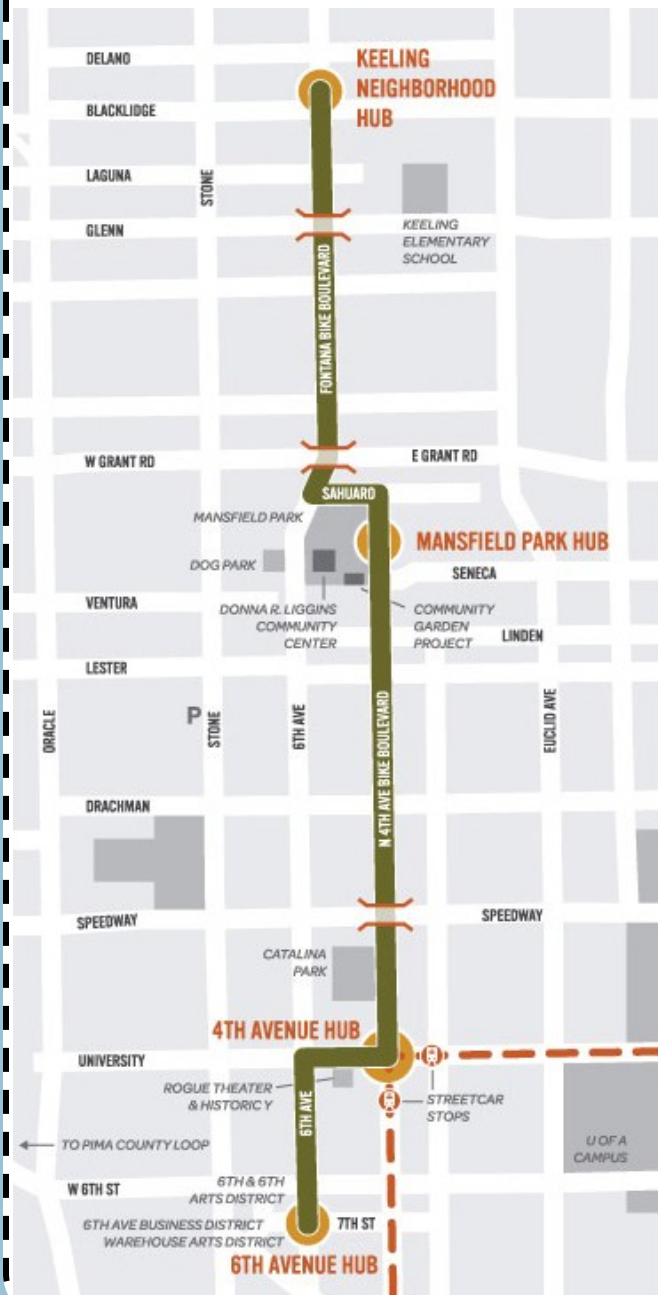 DELANO
KEELING
NEIGHBORHOOD
HUB
BLACKLIDGE
LAGUNA
STONE
GLENN
KEELING
ELEMENTARY
SCHOOL
FONTANA BIKE BOULEVARD
W GRANT RD
E GRANT RD
SAHUARO
MANSFIELD PARK
MANSFIELD PARK HUB
DOG PARK
SENECA
VENTURA
DONNA R. LIGGINS
COMMUNITY
CENTER
COMMUNITY
GARDEN
PROJECT
LINDEN
LESTER
ORACLE
P
STONE
6TH AVE
N 4TH AVE BIKE BOULEVARD
EUCLID AVE
DRACHMAN
SPEEDWAY
SPEEDWAY
CATALINA
PARK
4TH AVENUE HUB
UNIVERSITY
ROGUE THEATER
& HISTORIC Y
6TH AVE
STREETCAR
STOPS
TO PIMA COUNTY LOOP
U OF A
CAMPUS
W 6TH ST
6TH & 6TH
ARTS DISTRICT
6TH AVE BUSINESS DISTRICT
WAREHOUSE ARTS DISTRICT
7TH ST
6TH AVENUE HUB